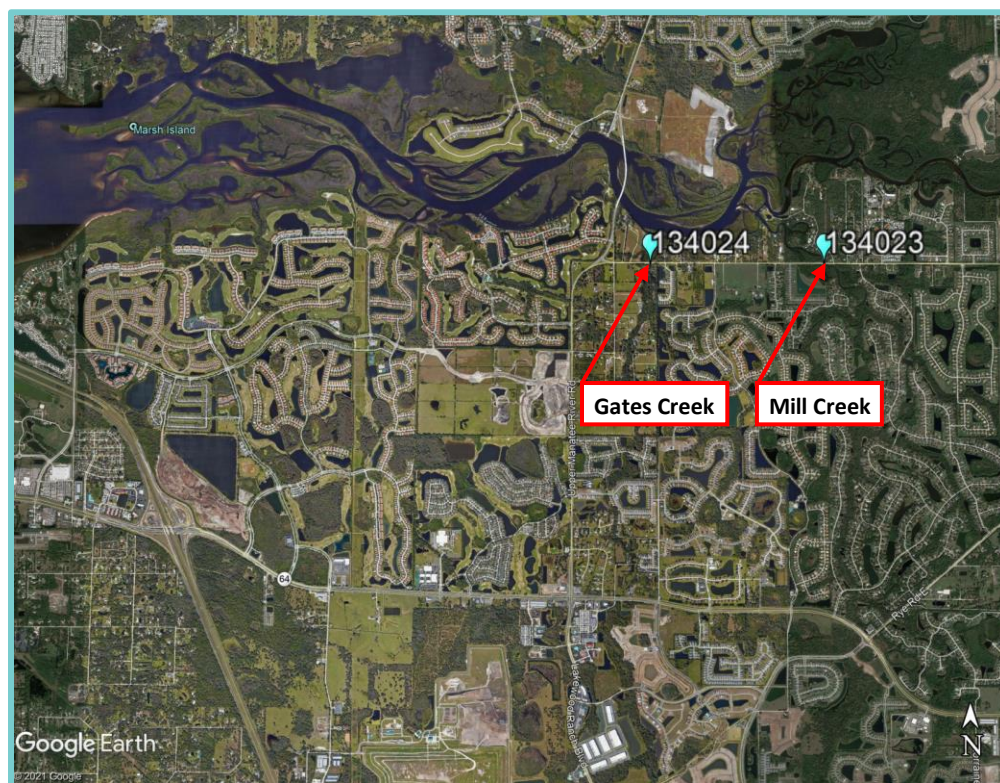 Marsh Island
134024
134023
Gates Creek
Mill Creek
64
Google Earth
N
© 2021 Google